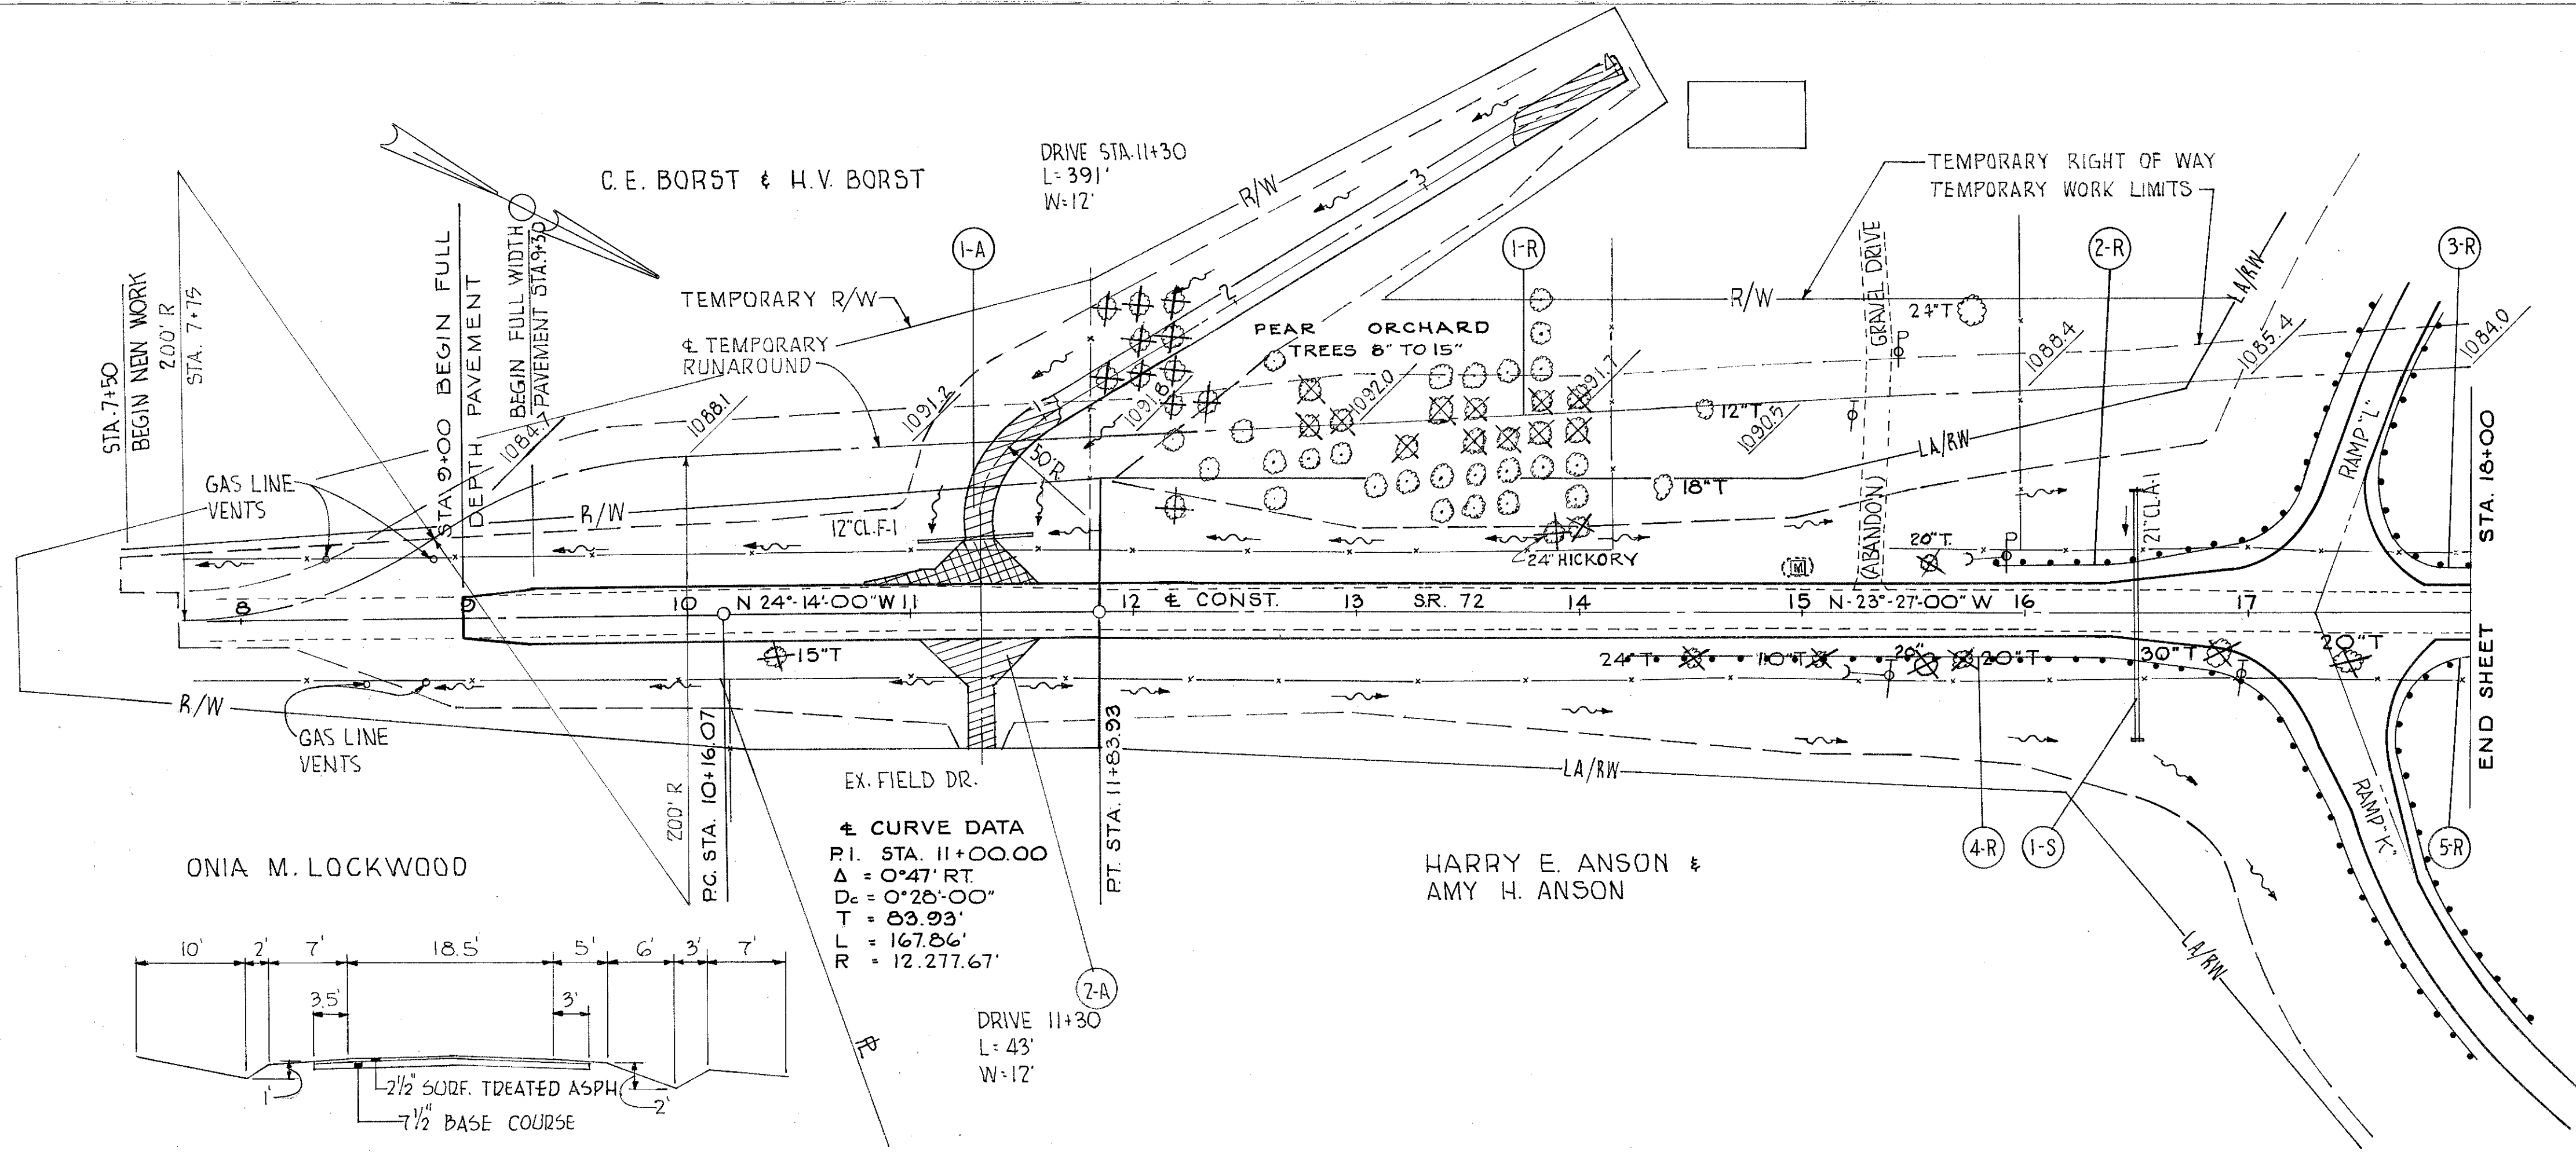 C. E. BORST & H.V. BORST
DRIVE STA. 11+30
L= 391'
W=12'
R/W
TEMPORARY RIGHT OF WAY
TEMPORARY WORK LIMITS
1-A
1-R
2-R
3-R
STA. 7+50
BEGIN NEW WORK
200' R
STA. 7+75
STA. 9+00 BEGIN FULL
DEPTH PAVEMENT
BEGIN FULL WIDTH
PAVEMENT STA. 9+30
TEMPORARY R/W
℄ TEMPORARY
RUNAROUND
1
2
3
4
PEAR ORCHARD
TREES 8" TO 15"
R/W
GRAVEL DRIVE
(ABANDON)
24"T
LA/RW
1084.7
1088.1
1091.2
1091.8
1092.0
1091.7
1090.5
1088.4
1085.4
1084.0
12"T
18"T
LA/RW
50'R
GAS LINE
VENTS
R/W
12"CL.F-1
24"HICKORY
M
20"T.
P
P
21"CL.A-1
RAMP "L"
STA. 18+00
END SHEET
8
9
10
N 24°-14'-00"W
11
12
℄ CONST.
13
S.R. 72
14
15
N-23°-27'-00" W
16
17
15"T
24"T
10"T
20"
20"T
30"T
20"T
R/W
GAS LINE
VENTS
200' R
P.C. STA. 10+16.07
P.T. STA. 11+83.93
EX. FIELD DR.
LA/RW
RAMP "K"
℄ CURVE DATA
P.I. STA. 11+00.00
Δ = 0°47' RT.
Dc = 0°28'-00"
T = 83.93'
L = 167.86'
R = 12.277.67'
ONIA M. LOCKWOOD
HARRY E. ANSON &
AMY H. ANSON
4-R
1-S
5-R
2-A
LA/RW
DRIVE 11+30
L= 43'
W=12'
10' 2' 7' 18.5' 5' 6' 3' 7'
3.5' 3'
1'
2½" SURF. TREATED ASPH.
2'
7½" BASE COURSE